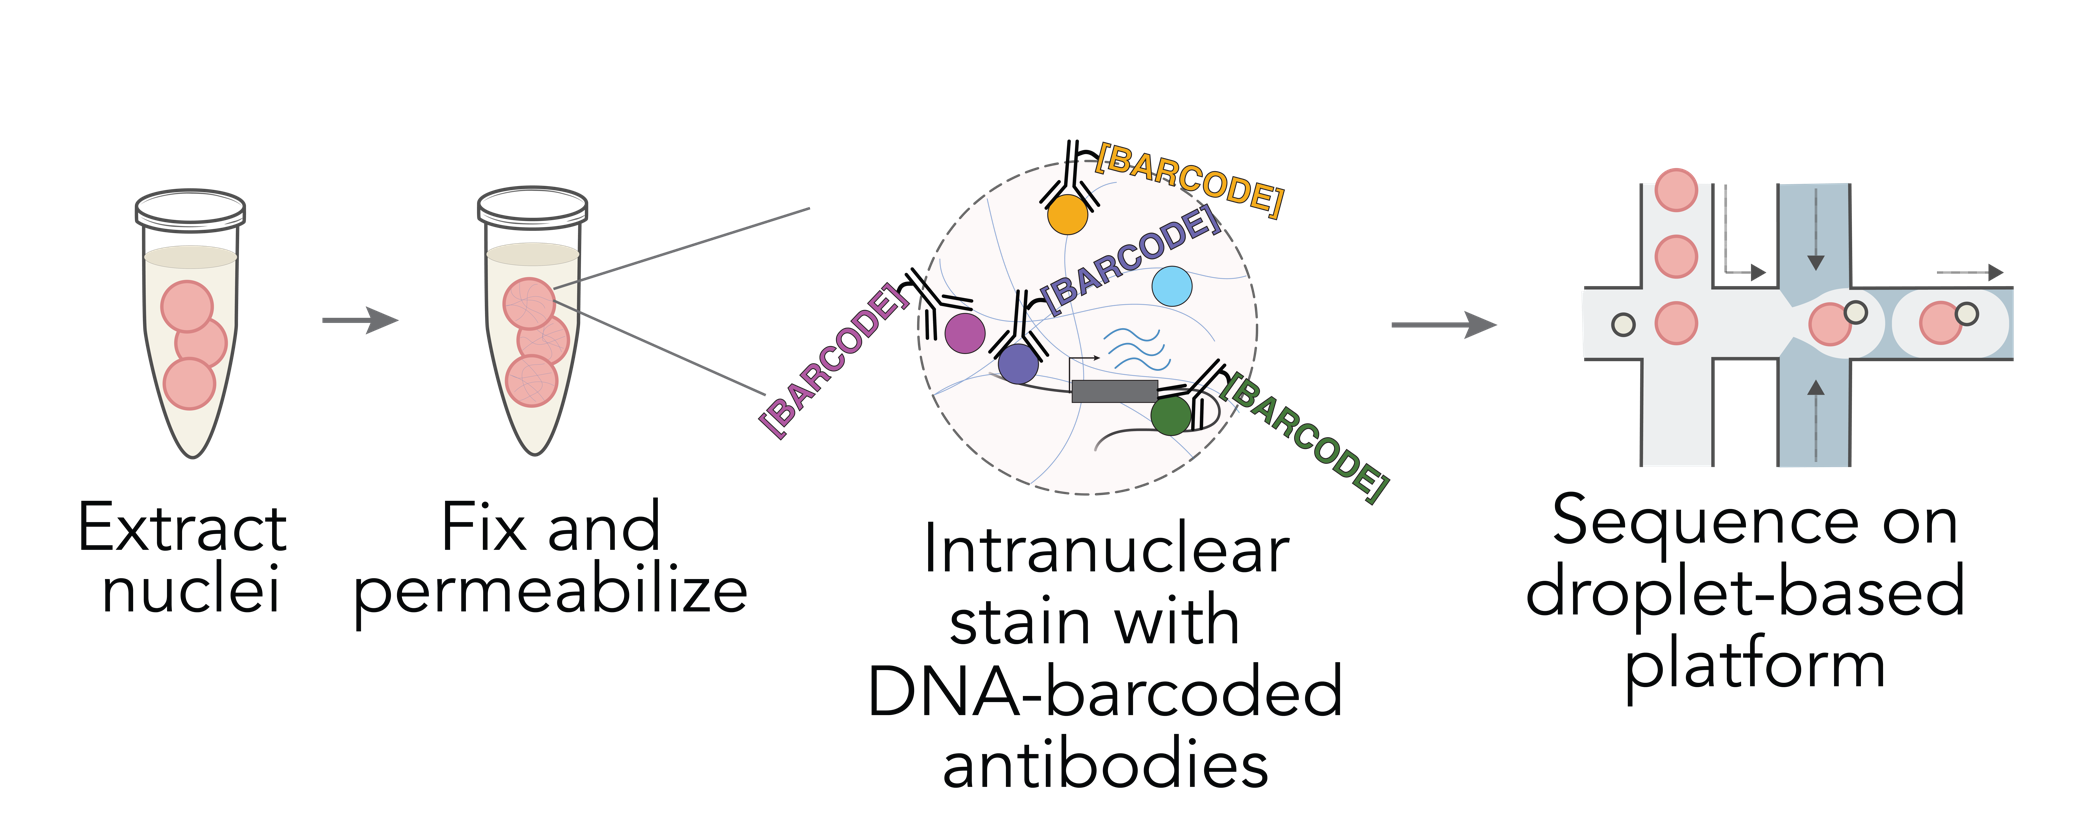 Extract
nuclei
Fix and
permeabilize
[BARCODE]
[BARCODE]
[BARCODE]
[BARCODE]
Intranuclear
stain with
DNA-barcoded
antibodies
Sequence on
droplet-based
platform